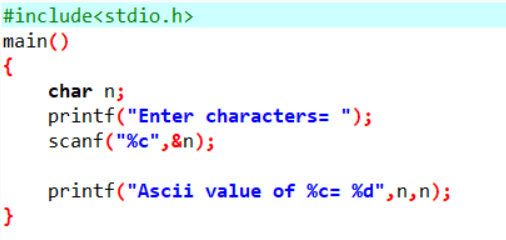 #include<stdio.h>
main()
{
char n;
printf("Enter characters= ");
scanf("%c",&n);
printf("Ascii value of %c= %d",n,n);
}